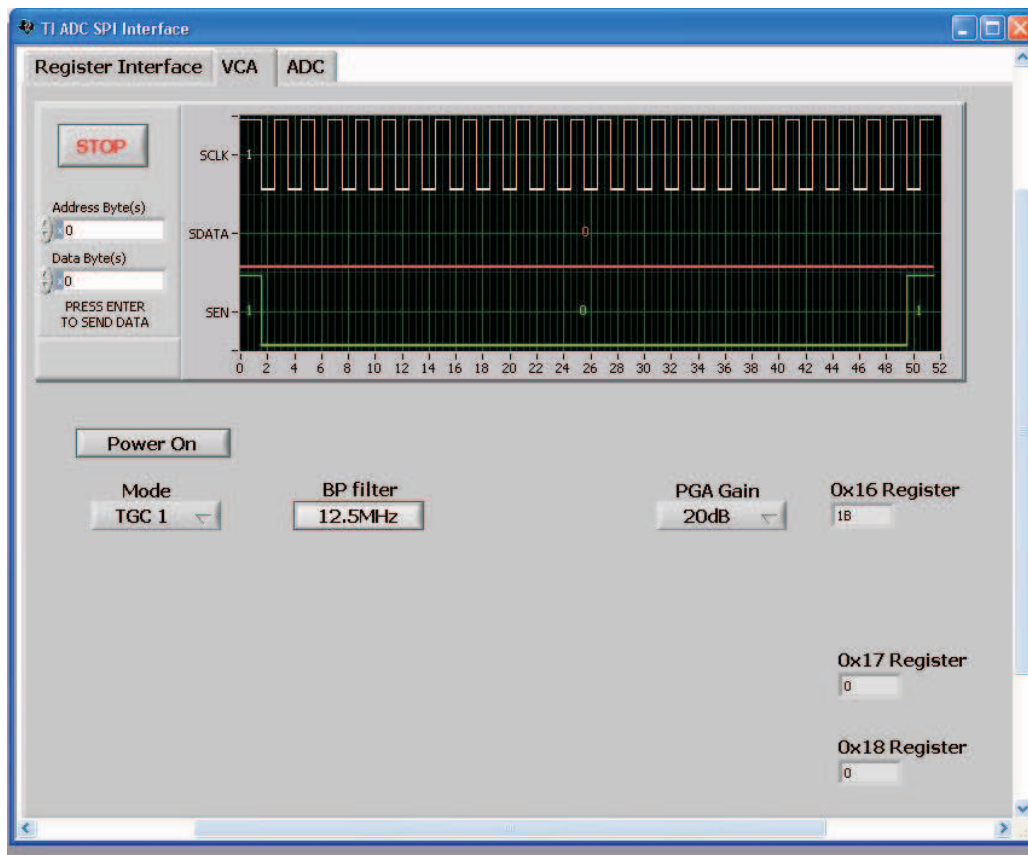 TI ADC SPI Interface
Register Interface VCA ADC
STOP
Address Byte(s)
x 0
Data Byte(s)
x 0
PRESS ENTER
TO SEND DATA
SCLK 1
SDATA 0
SEN 1 0 1
0 2 4 6 8 10 12 14 16 18 20 22 24 26 28 30 32 34 36 38 40 42 44 46 48 50 52
Power On
Mode BP filter PGA Gain 0x16 Register
TGC 1 12.5MHz 20dB 1B
0x17 Register
0
0x18 Register
0